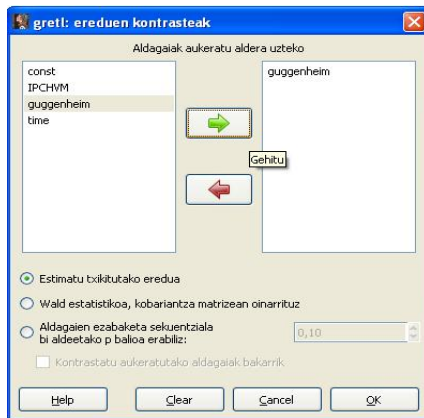 gretl: ereduen kontrasteak
Aldagaiak aukeratu aldera uzteko
const
IPCHVM
guggenheim
time
guggenheim
Gehitu
Estimatu txikitutako eredua
Wald estatistikoa, kobariantza matrizean oinarrituz
Aldagaien ezabaketa sekuentziala
bi aldeetako p balioa erabiliz:
0,10
Kontrastatu aukeratutako aldagaiak bakarrik
Help
Clear
Cancel
OK